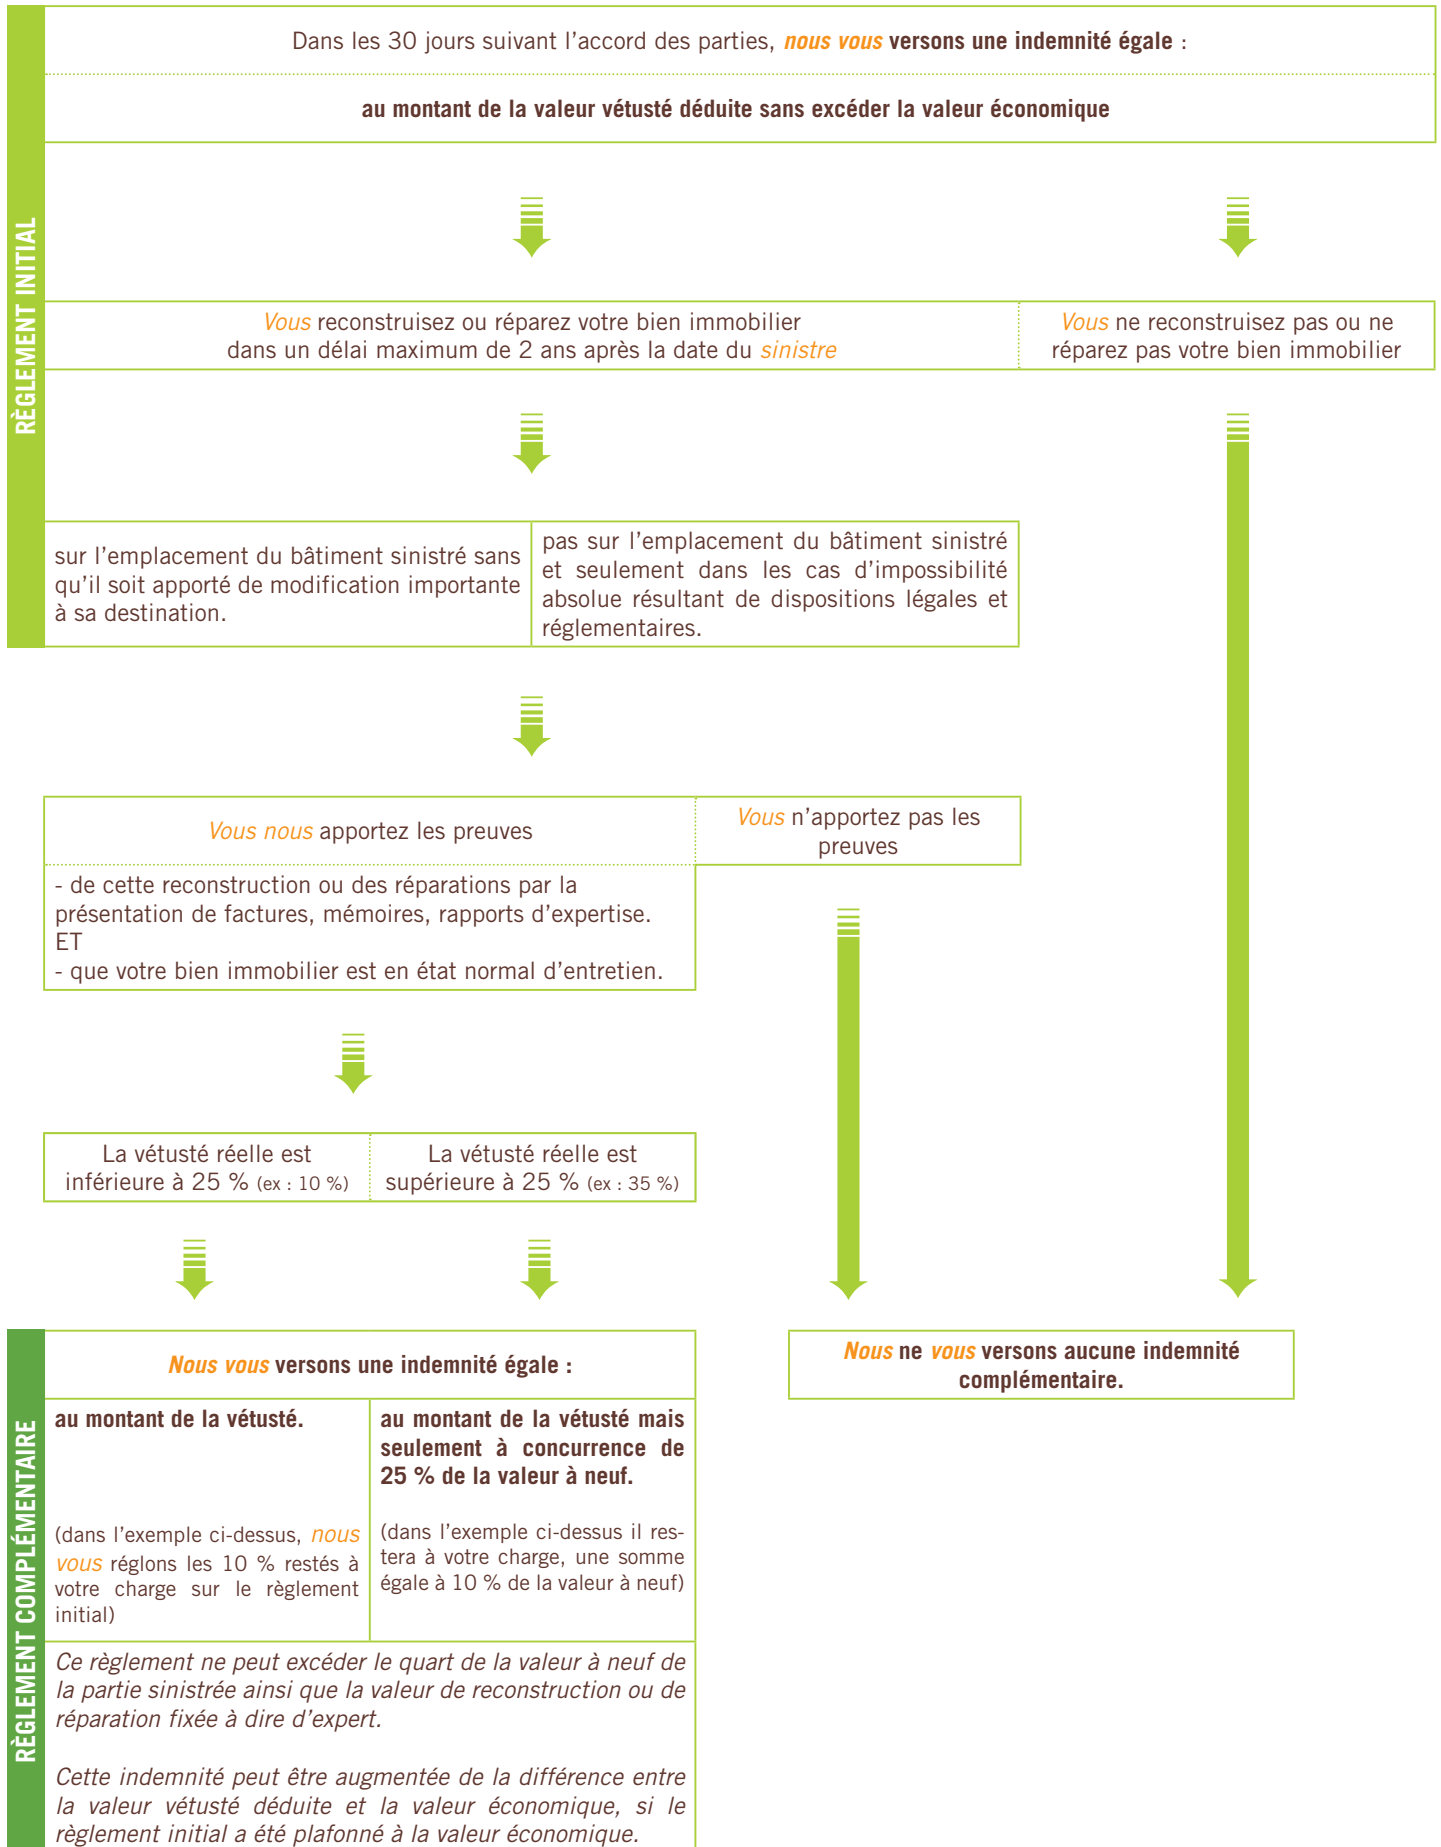 RÈGLEMENT INITIAL
Dans les 30 jours suivant l’accord des parties, nous vous versons une indemnité égale :
au montant de la valeur vétusté déduite sans excéder la valeur économique
Vous reconstruisez ou réparez votre bien immobilier
dans un délai maximum de 2 ans après la date du sinistre
Vous ne reconstruisez pas ou ne
réparez pas votre bien immobilier
sur l’emplacement du bâtiment sinistré sans
qu’il soit apporté de modification importante
à sa destination.
pas sur l’emplacement du bâtiment sinistré
et seulement dans les cas d’impossibilité
absolue résultant de dispositions légales et
réglementaires.
Vous nous apportez les preuves
Vous n’apportez pas les
preuves
- de cette reconstruction ou des réparations par la
présentation de factures, mémoires, rapports d’expertise.
ET
- que votre bien immobilier est en état normal d’entretien.
La vétusté réelle est
inférieure à 25 % (ex : 10 %)
La vétusté réelle est
supérieure à 25 % (ex : 35 %)
RÈGLEMENT COMPLÉMENTAIRE
Nous vous versons une indemnité égale :
Nous ne vous versons aucune indemnité
complémentaire.
au montant de la vétusté.
(dans l’exemple ci-dessus, nous
vous réglons les 10 % restés à
votre charge sur le règlement
initial)
au montant de la vétusté mais
seulement à concurrence de
25 % de la valeur à neuf.
(dans l’exemple ci-dessus il res-
tera à votre charge, une somme
égale à 10 % de la valeur à neuf)
Ce règlement ne peut excéder le quart de la valeur à neuf de
la partie sinistrée ainsi que la valeur de reconstruction ou de
réparation fixée à dire d’expert.
Cette indemnité peut être augmentée de la différence entre
la valeur vétusté déduite et la valeur économique, si le
règlement initial a été plafonné à la valeur économique.